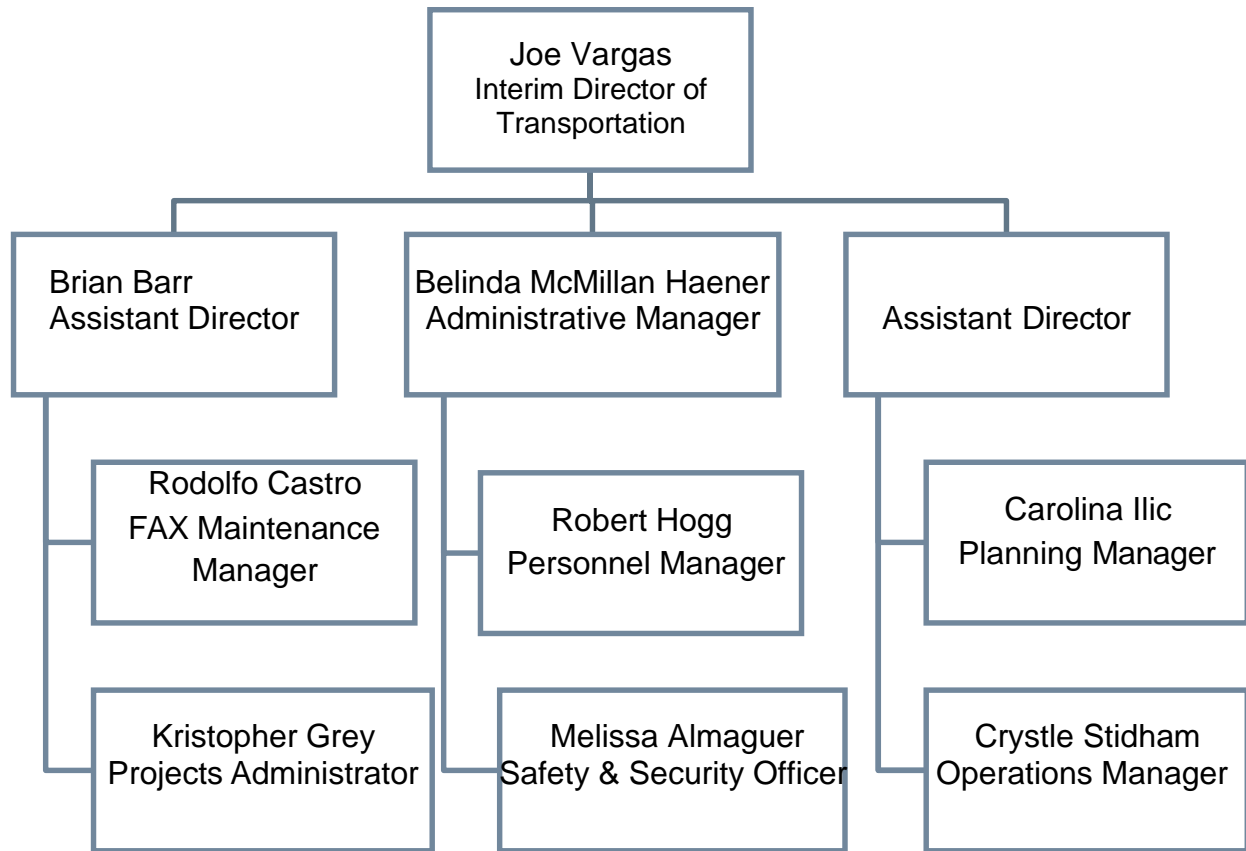 Joe Vargas
Interim Director of
Transportation
Brian Barr
Assistant Director
Belinda McMillan Haener
Administrative Manager
Assistant Director
Rodolfo Castro
FAX Maintenance
Manager
Robert Hogg
Personnel Manager
Carolina Ilic
Planning Manager
Kristopher Grey
Projects Administrator
Melissa Almaguer
Safety & Security Officer
Crystle Stidham
Operations Manager